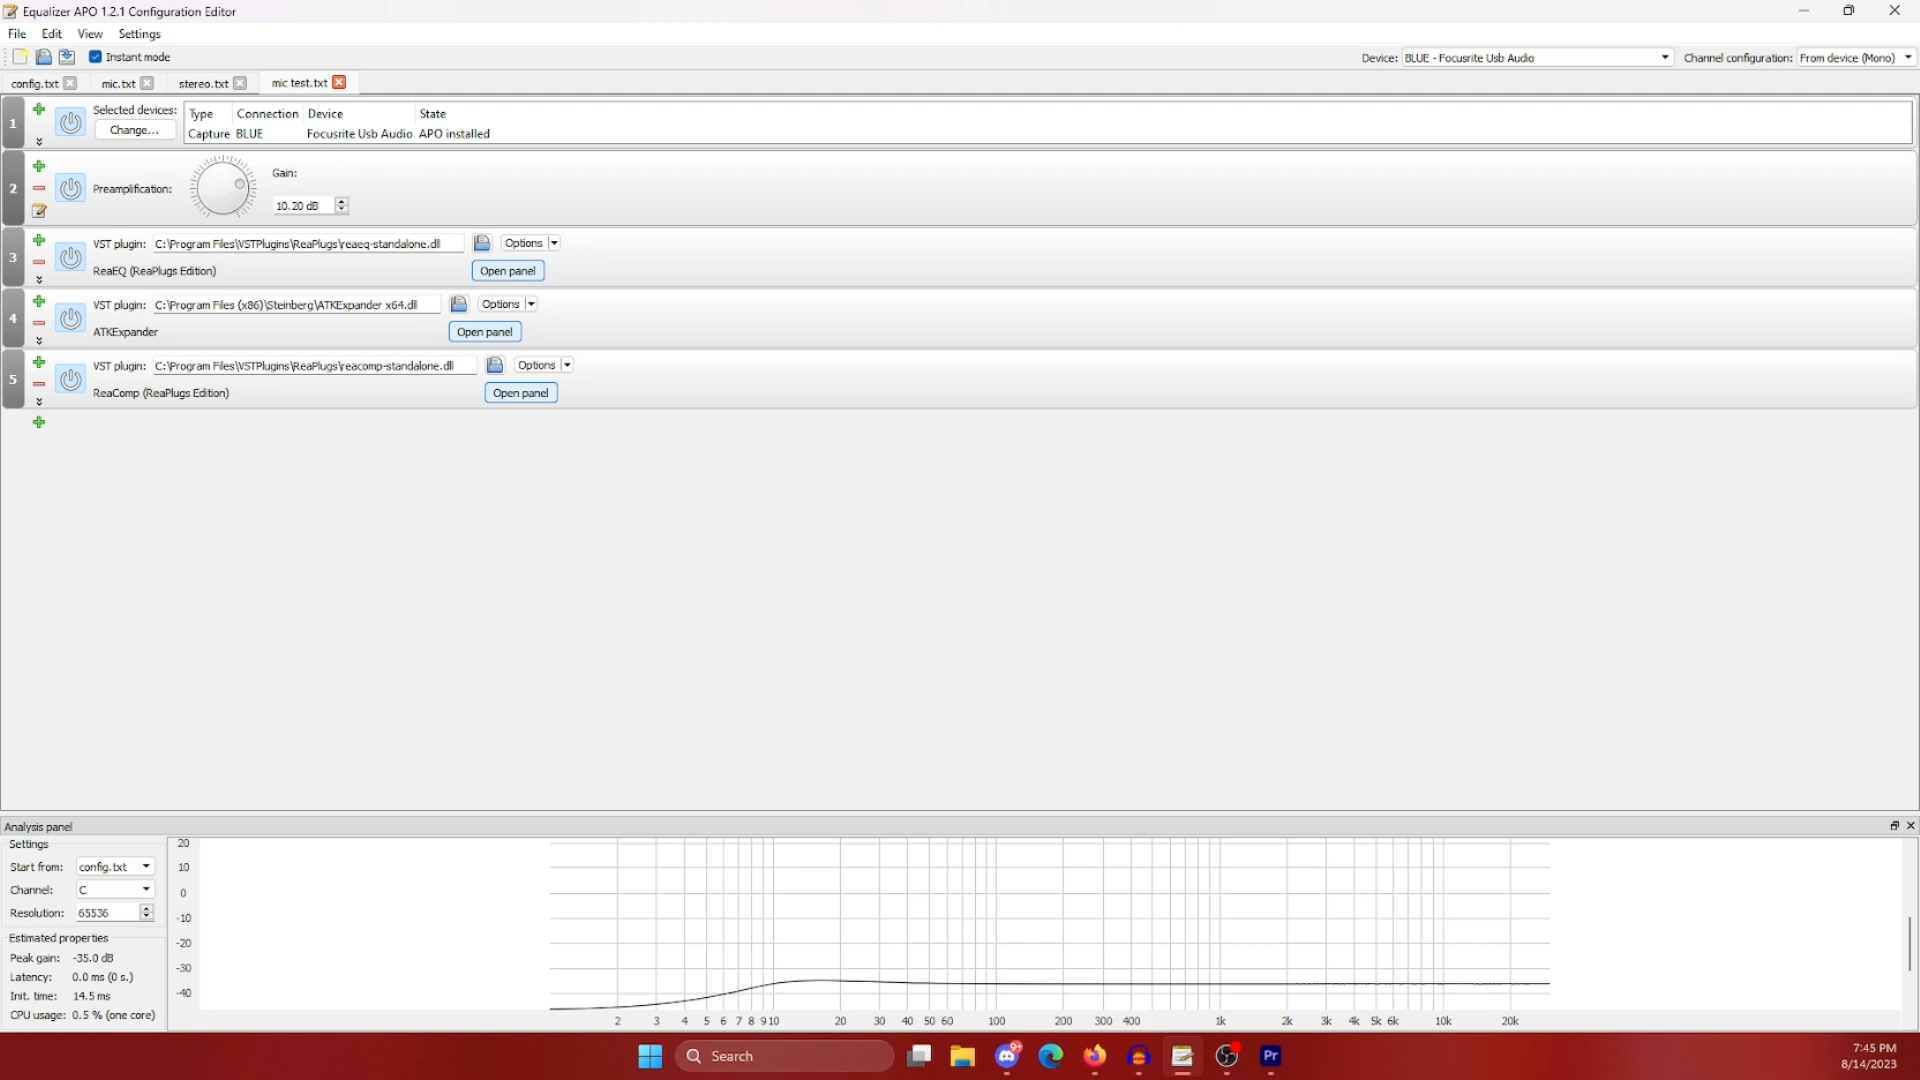 Equalizer APO 1.2.1 Configuration Editor
File Edit View Settings
Instant mode Device: BLUE - Focusrite Usb Audio Channel configuration: From device (Mono)
config.txt mic.txt stereo.txt mic test.txt
1 Selected devices: Change... Type Connection Device State
Capture BLUE Focusrite Usb Audio APO installed
2 Preamplification: Gain:
10.20 dB
3 VST plugin: C:\Program Files\VSTPlugins\ReaPlugs\reaeq-standalone.dll Options
ReaEQ (ReaPlugs Edition) Open panel
4 VST plugin: C:\Program Files (x86)\Steinberg\ATKExpander x64.dll Options
ATKExpander Open panel
5 VST plugin: C:\Program Files\VSTPlugins\ReaPlugs\reacomp-standalone.dll Options
ReaComp (ReaPlugs Edition) Open panel
Analysis panel
Settings
Start from: config.txt
Channel: C
Resolution: 65536
Estimated properties
Peak gain: -35.0 dB
Latency: 0.0 ms (0 s.)
Init. time: 14.5 ms
CPU usage: 0.5 % (one core)
20
10
0
-10
-20
-30
-40
2 3 4 5 6 7 8 9 10 20 30 40 50 60 100 200 300 400 1k 2k 3k 4k 5k 6k 10k 20k
Search 9+ Pr
7:45 PM
8/14/2023